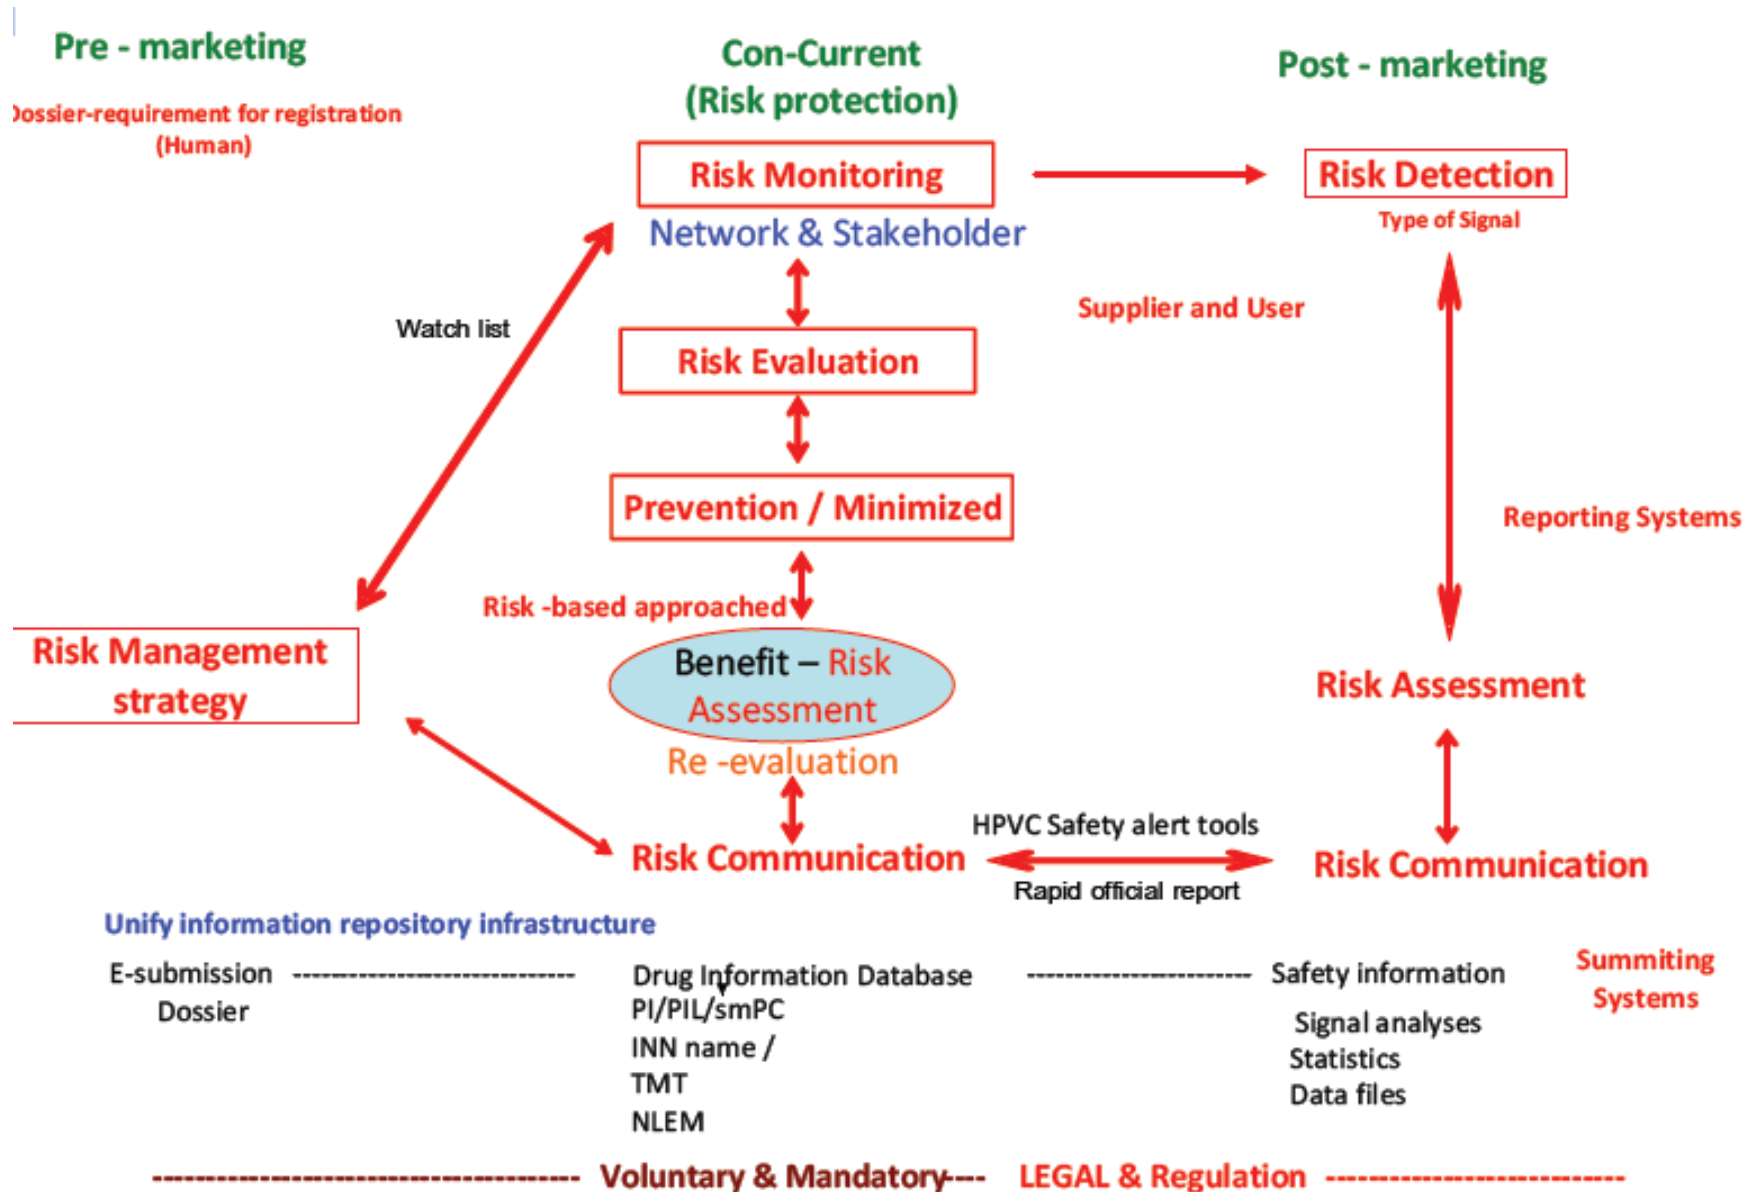 Pre - marketing
Con-Current
(Risk protection)
Post - marketing
Dossier-requirement for registration
(Human)
Risk Monitoring
Risk Detection
Network & Stakeholder
Type of Signal
Supplier and User
Watch list
Risk Evaluation
Prevention / Minimized
Reporting Systems
Risk -based approached
Risk Management
strategy
Benefit – Risk
Assessment
Risk Assessment
Re -evaluation
HPVC Safety alert tools
Risk Communication
Risk Communication
Rapid official report
Unify information repository infrastructure
E-submission
Dossier
Drug Information Database
PI/PIL/smPC
INN name /
TMT
NLEM
Safety information
Signal analyses
Statistics
Data files
Summiting
Systems
Voluntary & Mandatory
LEGAL & Regulation